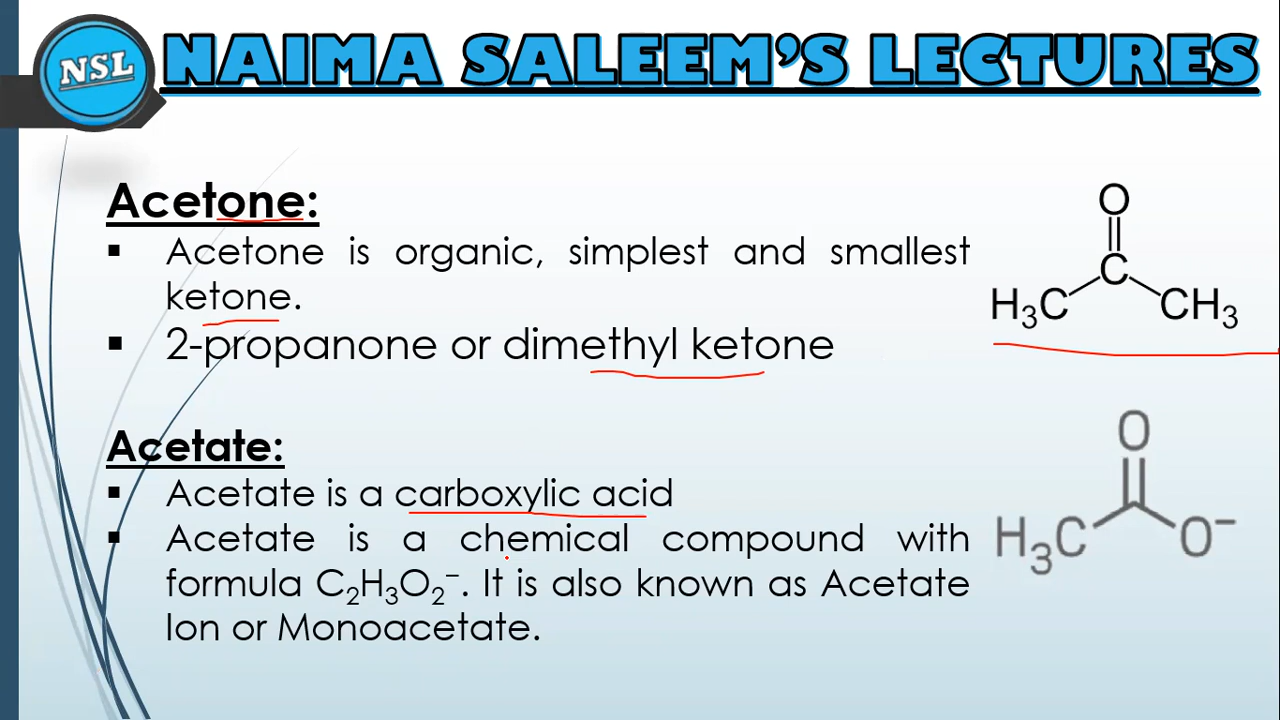 NSL
NAIMA SALEEM'S LECTURES
Acetone:
▪ Acetone is organic, simplest and smallest
ketone.
▪ 2-propanone or dimethyl ketone
O
C
H₃C CH₃
Acetate:
▪ Acetate is a carboxylic acid
▪ Acetate is a chemical compound with
formula C₂H₃O₂⁻. It is also known as Acetate
Ion or Monoacetate.
O
H₃C O⁻